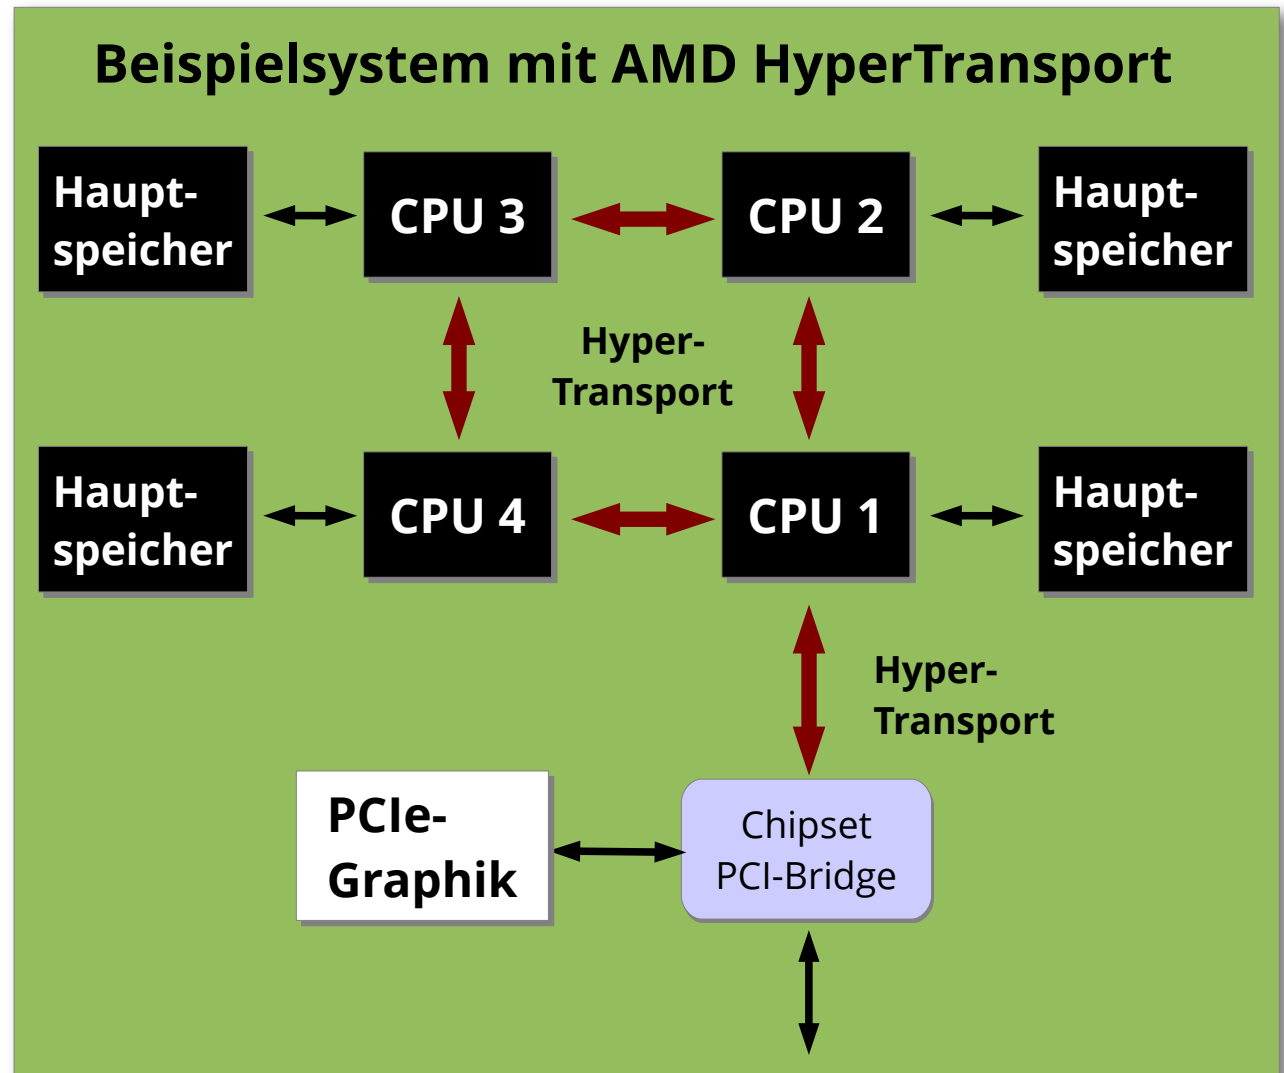 Beispielsystem mit AMD HyperTransport
Haupt-
speicher
CPU 3
CPU 2
Haupt-
speicher
Hyper-
Transport
Haupt-
speicher
CPU 4
CPU 1
Haupt-
speicher
Hyper-
Transport
PCIe-
Graphik
Chipset
PCI-Bridge